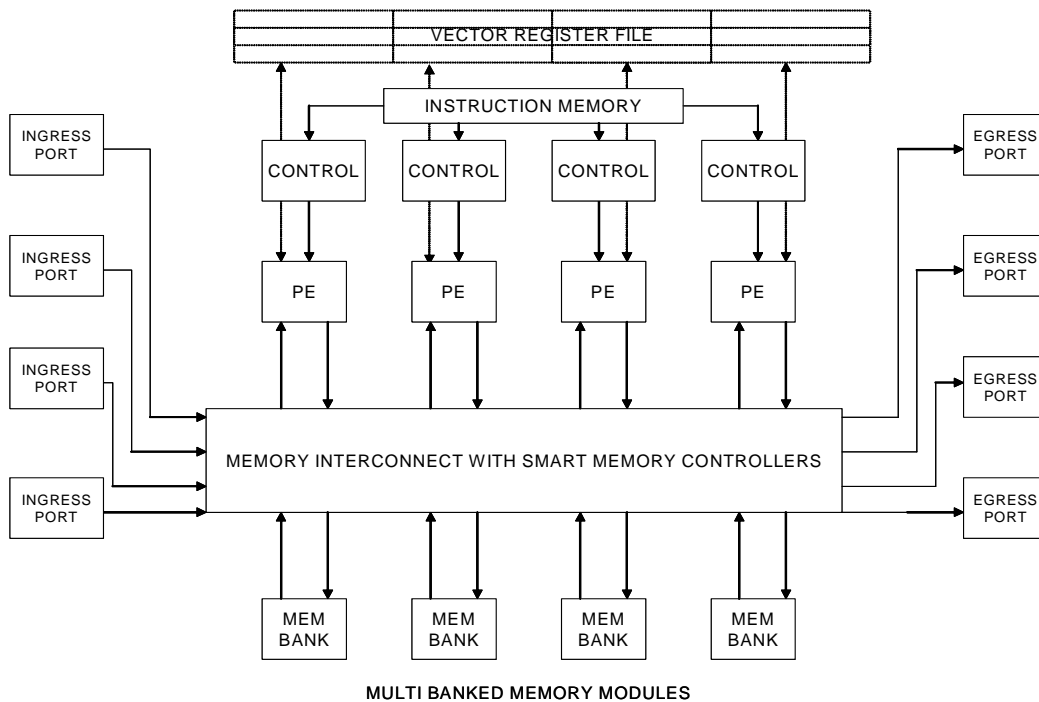 VECTOR REGISTER FILE
INSTRUCTION MEMORY
INGRESS
PORT
EGRESS
PORT
CONTROL
CONTROL
CONTROL
CONTROL
INGRESS
PORT
EGRESS
PORT
PE
PE
PE
PE
INGRESS
PORT
EGRESS
PORT
MEMORY INTERCONNECT WITH SMART MEMORY CONTROLLERS
INGRESS
PORT
EGRESS
PORT
MEM
BANK
MEM
BANK
MEM
BANK
MEM
BANK
MULTI BANKED MEMORY MODULES